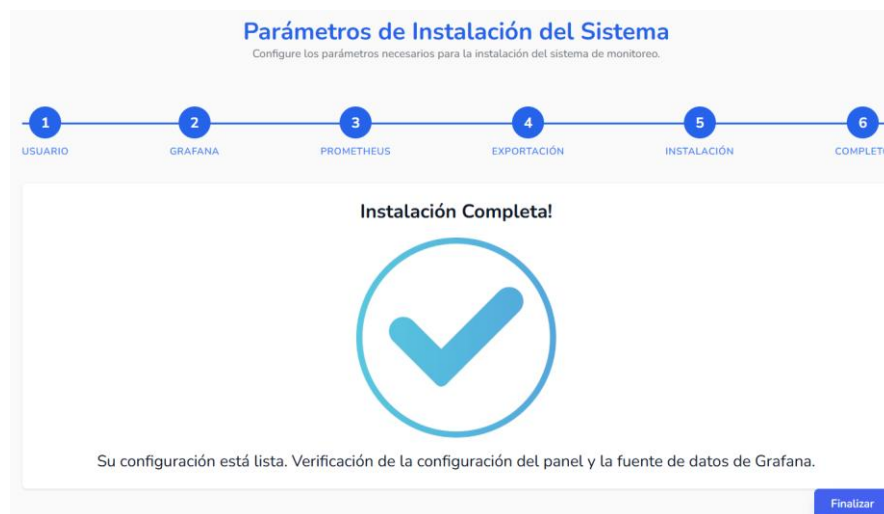 Parámetros de Instalación del Sistema
Configure los parámetros necesarios para la instalación del sistema de monitoreo.
1 2 3 4 5 6
USUARIO GRAFANA PROMETHEUS EXPORTACIÓN INSTALACIÓN COMPLET
Instalación Completa!
Su configuración está lista. Verificación de la configuración del panel y la fuente de datos de Grafana.
Finalizar